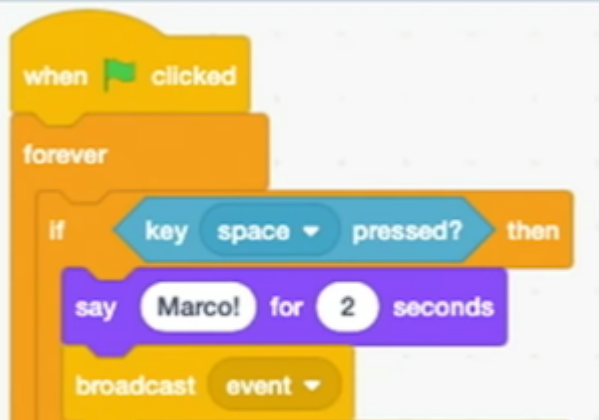 when clicked
forever
if key space pressed? then
say Marco! for 2 seconds
broadcast event